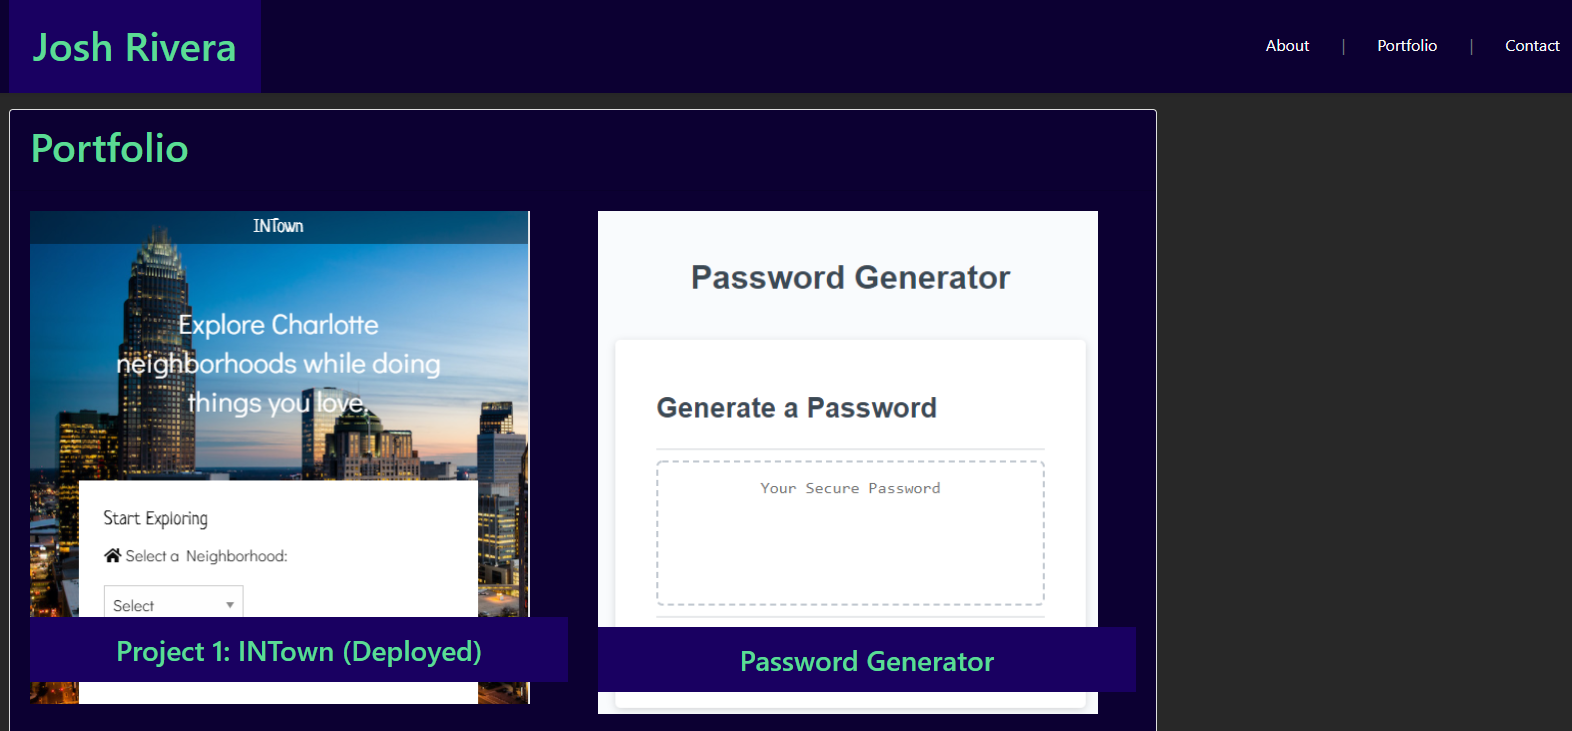 Josh Rivera
About | Portfolio | Contact
Portfolio
INTown
Explore Charlotte
neighborhoods while doing
things you love.
Start Exploring
Select a Neighborhood:
Select
Project 1: INTown (Deployed)
Password Generator
Generate a Password
Your Secure Password
Password Generator